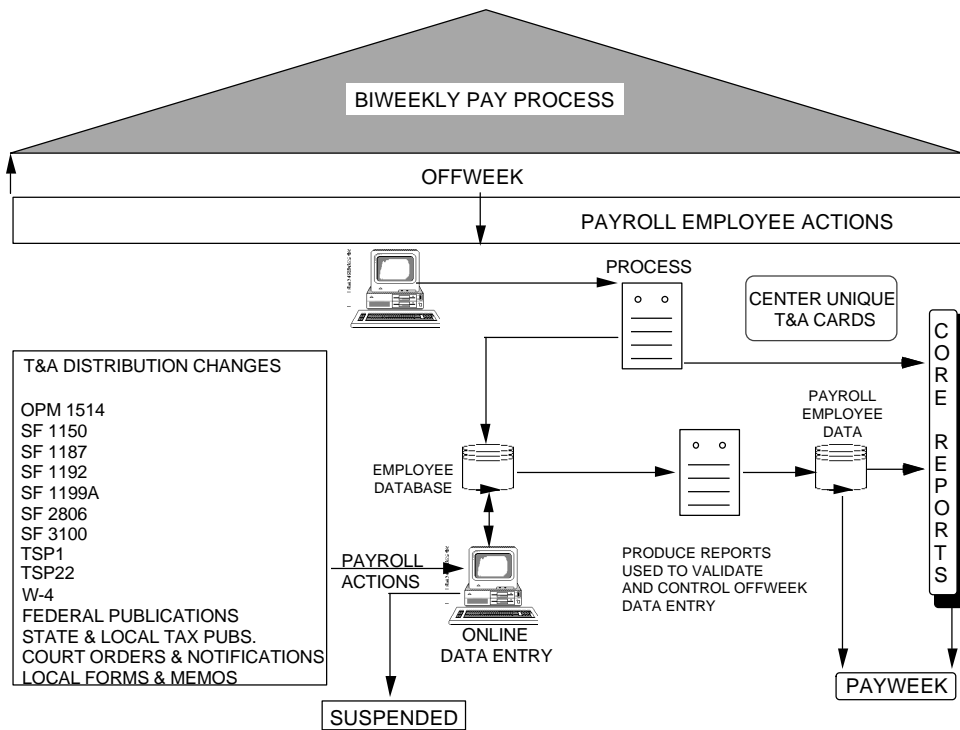 BIWEEKLY PAY PROCESS
OFFWEEK
PAYROLL EMPLOYEE ACTIONS
PROCESS
CENTER UNIQUE
T&A CARDS
CORE REPORTS
T&A DISTRIBUTION CHANGES
OPM 1514
SF 1150
SF 1187
SF 1192
SF 1199A
SF 2806
SF 3100
TSP1
TSP22
W-4
FEDERAL PUBLICATIONS
STATE & LOCAL TAX PUBS.
COURT ORDERS & NOTIFICATIONS
LOCAL FORMS & MEMOS
PAYROLL
EMPLOYEE
DATA
EMPLOYEE
DATABASE
PAYROLL
ACTIONS
PRODUCE REPORTS
USED TO VALIDATE
AND CONTROL OFFWEEK
DATA ENTRY
ONLINE
DATA ENTRY
PAYWEEK
SUSPENDED